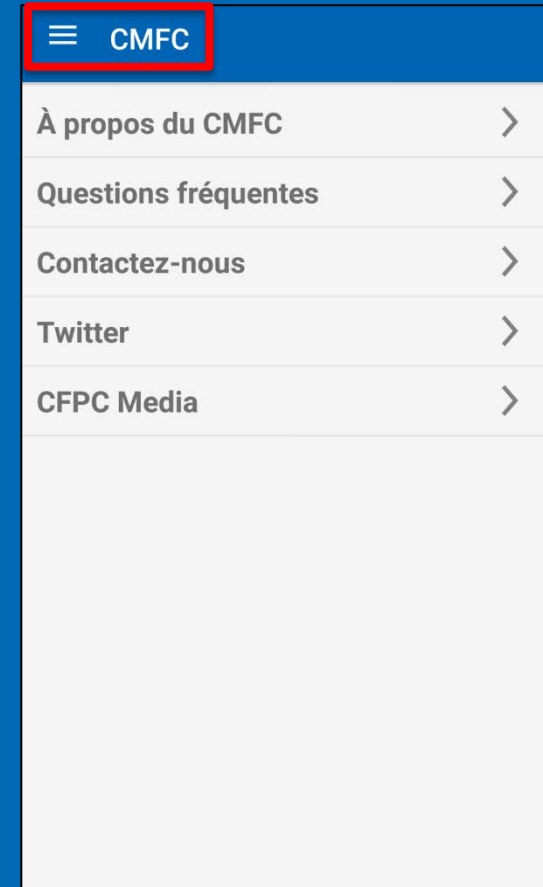 CMFC
À propos du CMFC
Questions fréquentes
Contactez-nous
Twitter
CFPC Media